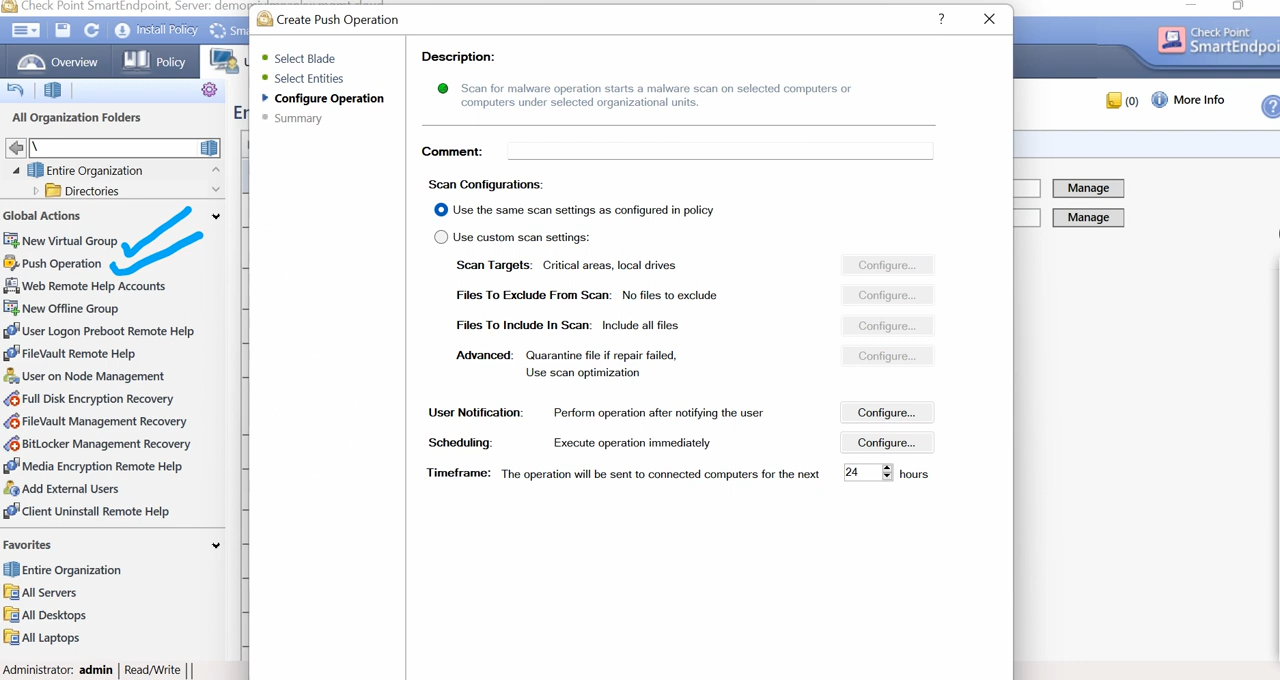 Check Point SmartEndpoint, Server:
Install Policy
Overview
Policy
All Organization Folders
\
Entire Organization
Directories
Global Actions
New Virtual Group
Push Operation
Web Remote Help Accounts
New Offline Group
User Logon Preboot Remote Help
FileVault Remote Help
User on Node Management
Full Disk Encryption Recovery
FileVault Management Recovery
BitLocker Management Recovery
Media Encryption Remote Help
Add External Users
Client Uninstall Remote Help
Favorites
Entire Organization
All Servers
All Desktops
All Laptops
Administrator: admin | Read/Write
Create Push Operation
?
Select Blade
Select Entities
Configure Operation
Summary
Description:
Scan for malware operation starts a malware scan on selected computers or
computers under selected organizational units.
Comment:
Scan Configurations:
Use the same scan settings as configured in policy
Use custom scan settings:
Scan Targets: Critical areas, local drives Configure...
Files To Exclude From Scan: No files to exclude Configure...
Files To Include In Scan: Include all files Configure...
Advanced: Quarantine file if repair failed, Configure...
Use scan optimization
User Notification: Perform operation after notifying the user Configure...
Scheduling: Execute operation immediately Configure...
Timeframe: The operation will be sent to connected computers for the next 24 hours
Check Point
SmartEndpoi
(0) More Info ?
Manage
Manage